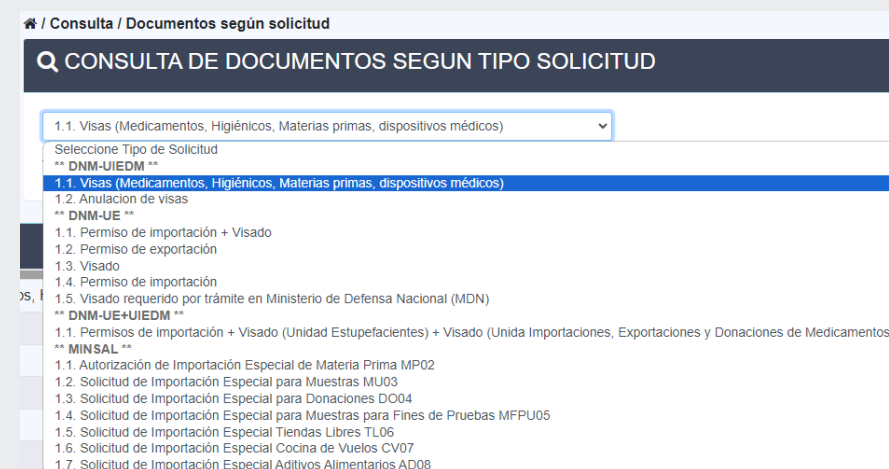 / Consulta / Documentos según solicitud
CONSULTA DE DOCUMENTOS SEGUN TIPO SOLICITUD
1.1. Visas (Medicamentos, Higiénicos, Materias primas, dispositivos médicos)
Seleccione Tipo de Solicitud
** DNM-UIEDM **
1.1. Visas (Medicamentos, Higiénicos, Materias primas, dispositivos médicos)
1.2. Anulacion de visas
** DNM-UE **
1.1. Permiso de importación + Visado
1.2. Permiso de exportación
1.3. Visado
1.4. Permiso de importación
1.5. Visado requerido por trámite en Ministerio de Defensa Nacional (MDN)
** DNM-UE+UIEDM **
1.1. Permisos de importación + Visado (Unidad Estupefacientes) + Visado (Unida Importaciones, Exportaciones y Donaciones de Medicamentos
** MINSAL **
1.1. Autorización de Importación Especial de Materia Prima MP02
1.2. Solicitud de Importación Especial para Muestras MU03
1.3. Solicitud de Importación Especial para Donaciones DO04
1.4. Solicitud de Importación Especial para Muestras para Fines de Pruebas MFPU05
1.5. Solicitud de Importación Especial Tiendas Libres TL06
1.6. Solicitud de Importación Especial Cocina de Vuelos CV07
1.7. Solicitud de Importación Especial Aditivos Alimentarios AD08